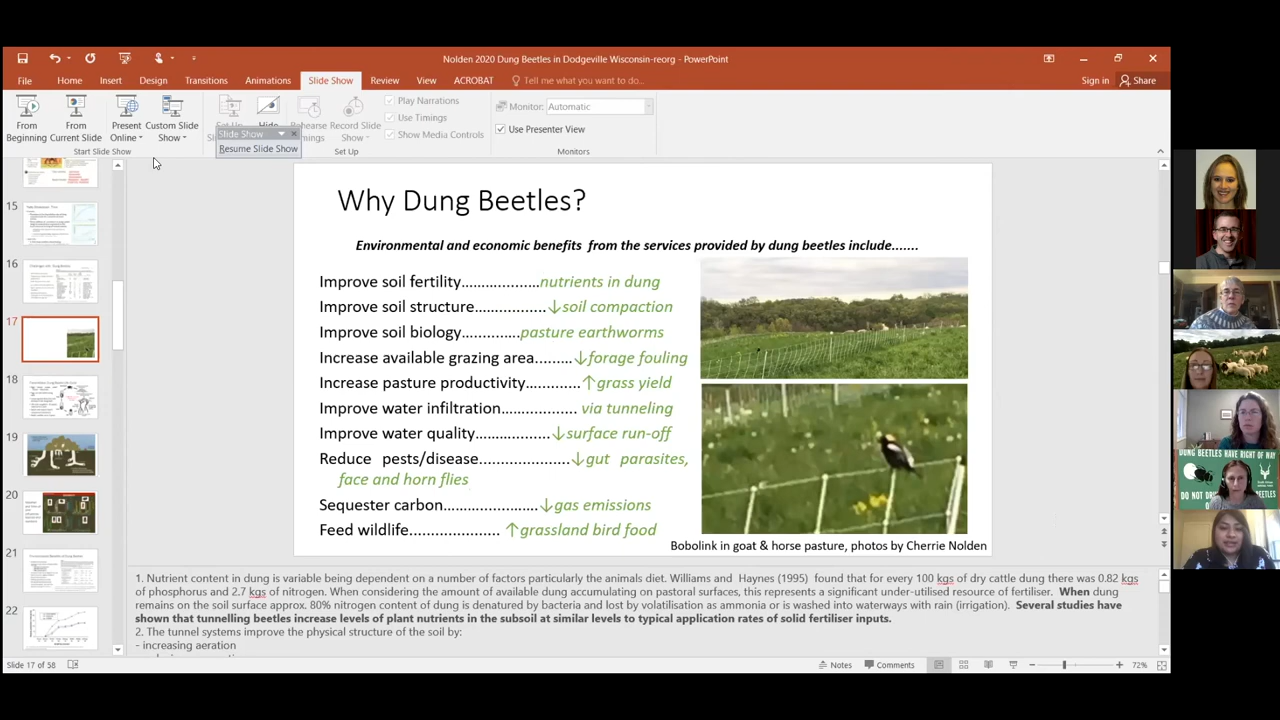 Nolden 2020 Dung Beetles in Dodgeville Wisconsin-reorg - PowerPoint
File Home Insert Design Transitions Animations Slide Show Review View ACROBAT Tell me what you want to do... Sign in Share
From Beginning
From Current Slide
Present Online
Custom Slide Show
Hide
Record Slide Show
Play Narrations
Use Timings
Show Media Controls
Monitor: Automatic
Use Presenter View
Slide Show
Resume Slide Show
Start Slide Show
Set Up
Monitors
15
16
17
18
19
20
21
22
Why Dung Beetles?
Environmental and economic benefits from the services provided by dung beetles include.......
Improve soil fertility..................nutrients in dung
Improve soil structure..................↓soil compaction
Improve soil biology..............pasture earthworms
Increase available grazing area.........↓forage fouling
Increase pasture productivity.............↑grass yield
Improve water infiltration.................. via tunneling
Improve water quality..................↓surface run-off
Reduce pests/disease.....................↓gut parasites,
face and horn flies
Sequester carbon.......................↓gas emissions
Feed wildlife...................... ↑grassland bird food
Bobolink in goat & horse pasture, photos by Cherrie Nolden
1. Nutrient content in dung is variable being dependent on a number of factors particularly the animals diet. Williams and Haynes (1995) found that for every 100 kgs of dry cattle dung there was 0.82 kgs
of phosphorus and 2.7 kgs of nitrogen. When considering the amount of available dung accumulating on pastoral surfaces, this represents a significant under-utilised resource of fertiliser. When dung
remains on the soil surface approx. 80% nitrogen content of dung is denatured by bacteria and lost by volatilisation as ammonia or is washed into waterways with rain (irrigation). Several studies have
shown that tunnelling beetles increase levels of plant nutrients in the subsoil at similar levels to typical application rates of solid fertiliser inputs.
2. The tunnel systems improve the physical structure of the soil by:
- increasing aeration
DUNG BEETLES HAVE RIGHT OF WAY
Slide 17 of 58
Notes Comments 72%